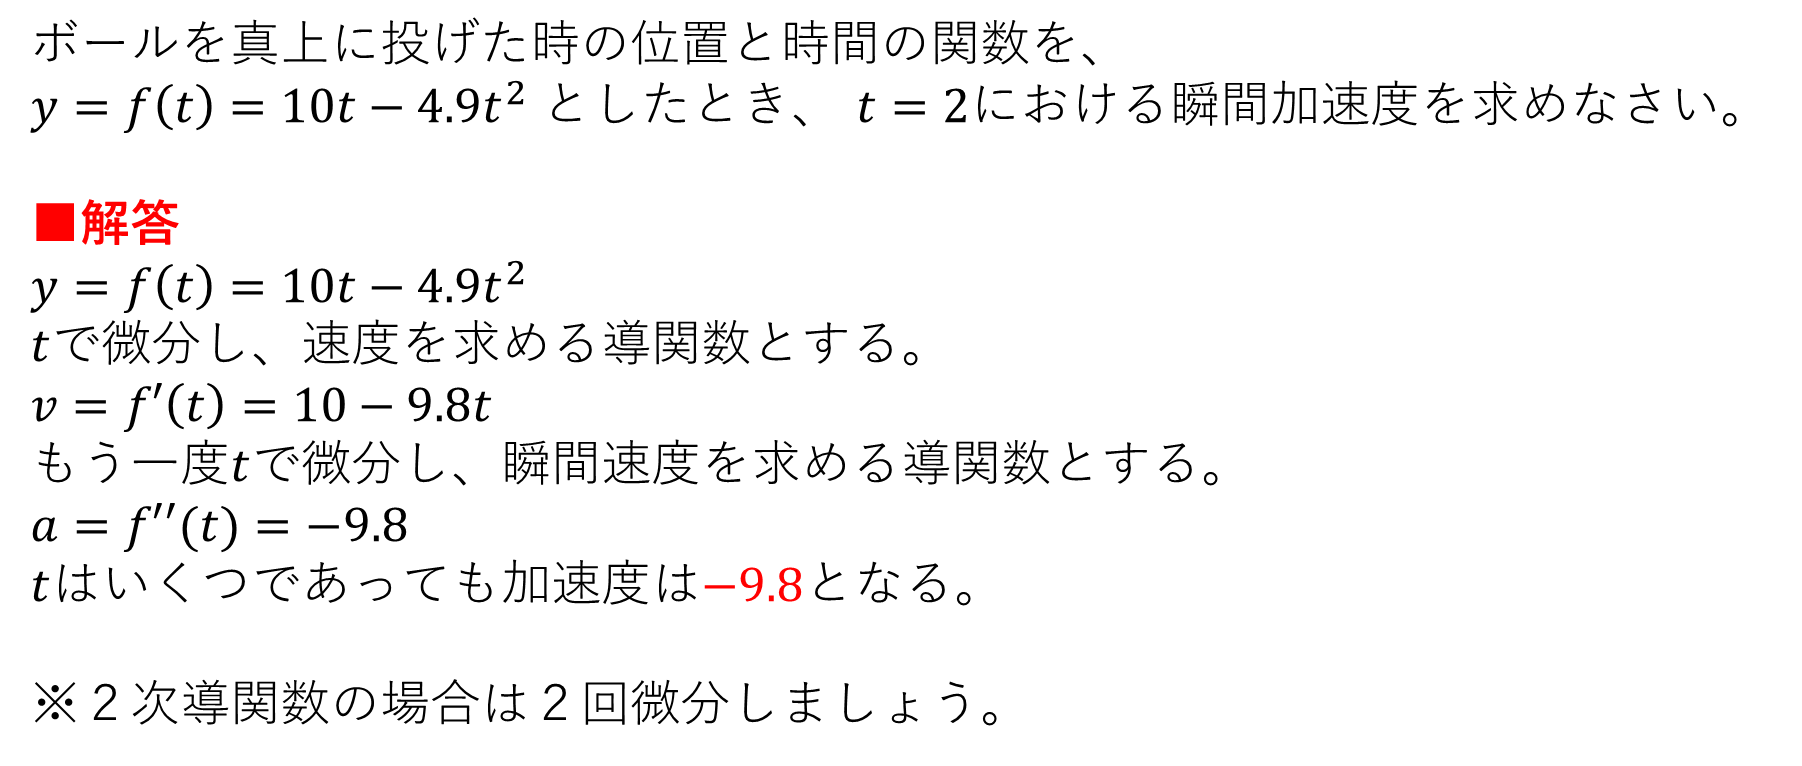 ボールを真上に投げた時の位置と時間の関数を、
y = f(t) = 10t − 4.9t² としたとき、 t = 2における瞬間加速度を求めなさい。
■解答
y = f(t) = 10t − 4.9t²
tで微分し、速度を求める導関数とする。
v = f′(t) = 10 − 9.8t
もう一度tで微分し、瞬間速度を求める導関数とする。
a = f′′(t) = −9.8
tはいくつであっても加速度は−9.8となる。
※２次導関数の場合は２回微分しましょう。